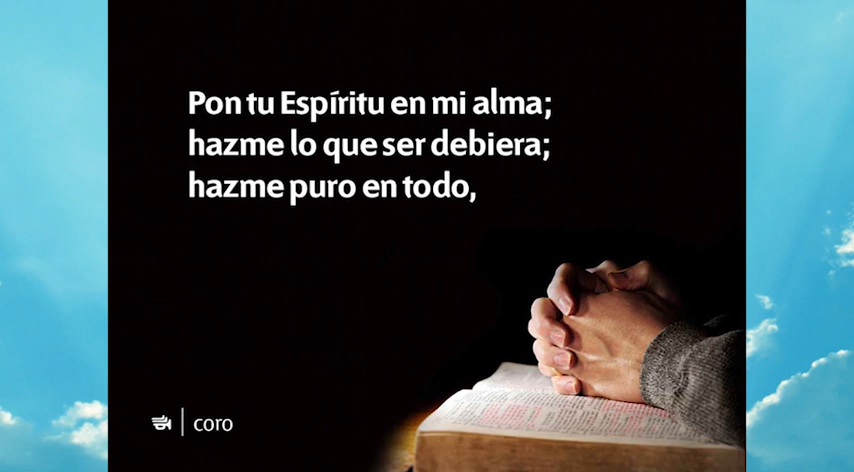 Pon tu Espíritu en mi alma;
hazme lo que ser debiera;
hazme puro en todo,
coro